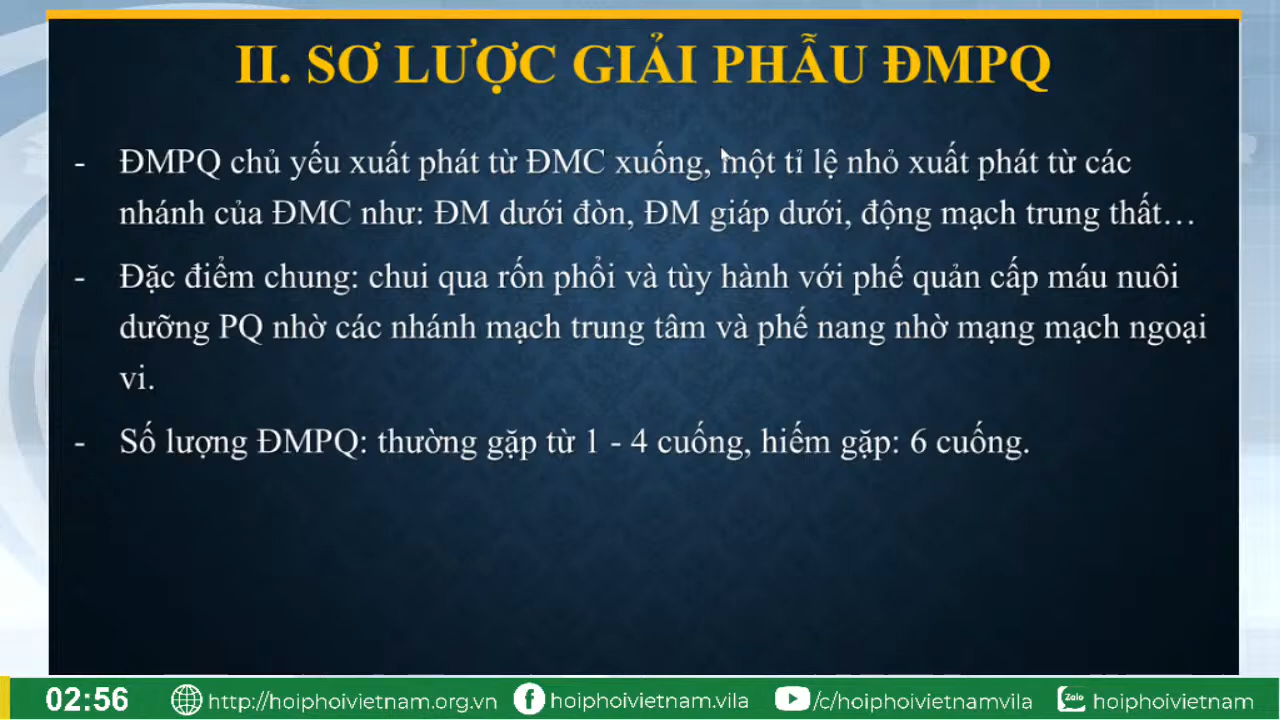 II. SƠ LƯỢC GIẢI PHẪU ĐMPQ
- ĐMPQ chủ yếu xuất phát từ ĐMC xuống, một tỉ lệ nhỏ xuất phát từ các
nhánh của ĐMC như: ĐM dưới đòn, ĐM giáp dưới, động mạch trung thất…
- Đặc điểm chung: chui qua rốn phổi và tùy hành với phế quản cấp máu nuôi
dưỡng PQ nhờ các nhánh mạch trung tâm và phế nang nhờ mạng mạch ngoại
vi.
- Số lượng ĐMPQ: thường gặp từ 1 - 4 cuống, hiếm gặp: 6 cuống.
02:56 http://hoiphoivietnam.org.vn hoiphoivietnam.vila /c/hoiphoivietnamvila Zalo hoiphoivietnam